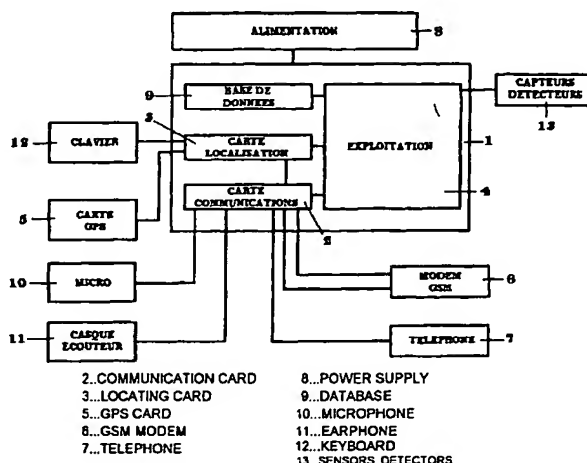 ALIMENTATION
8
9
BASE DE
DONNEES
CAPTEURS
DETECTEURS
13
3
12
CLAVIER
CARTE
LOCALISATION
EXPLOITATION
1
CARTE
COMMUNICATIONS
4
2
5
CARTE
GPS
10
MICRO
MODEM
GSM
6
11
CASQUE
ECOUTEUR
TELEPHONE
7
2...COMMUNICATION CARD
3...LOCATING CARD
5...GPS CARD
6...GSM MODEM
7...TELEPHONE
8...POWER SUPPLY
9...DATABASE
10...MICROPHONE
11...EARPHONE
12...KEYBOARD
13...SENSORS, DETECTORS